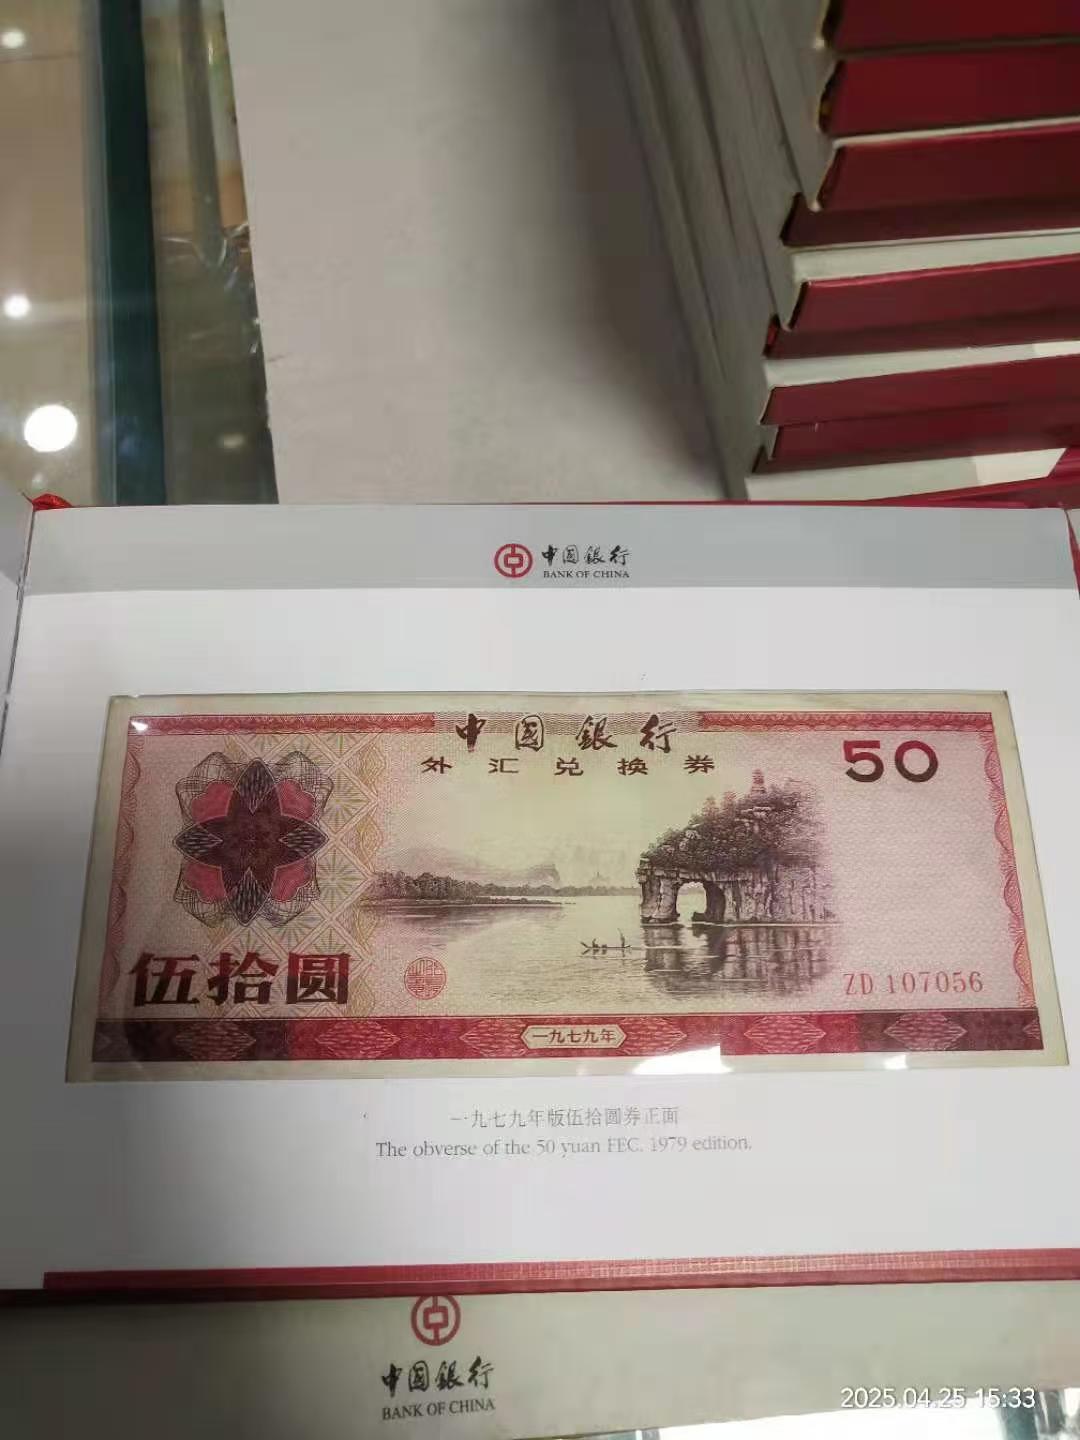 中国銀行
BANK OF CHINA
中国銀行
外汇兑换券
50
伍拾圆
ZD 107056
一九七九年
一九七九年版伍拾圆券正面
The obverse of the 50 yuan FEC. 1979 edition.
中国銀行
BANK OF CHINA
2025.04.25 15:33